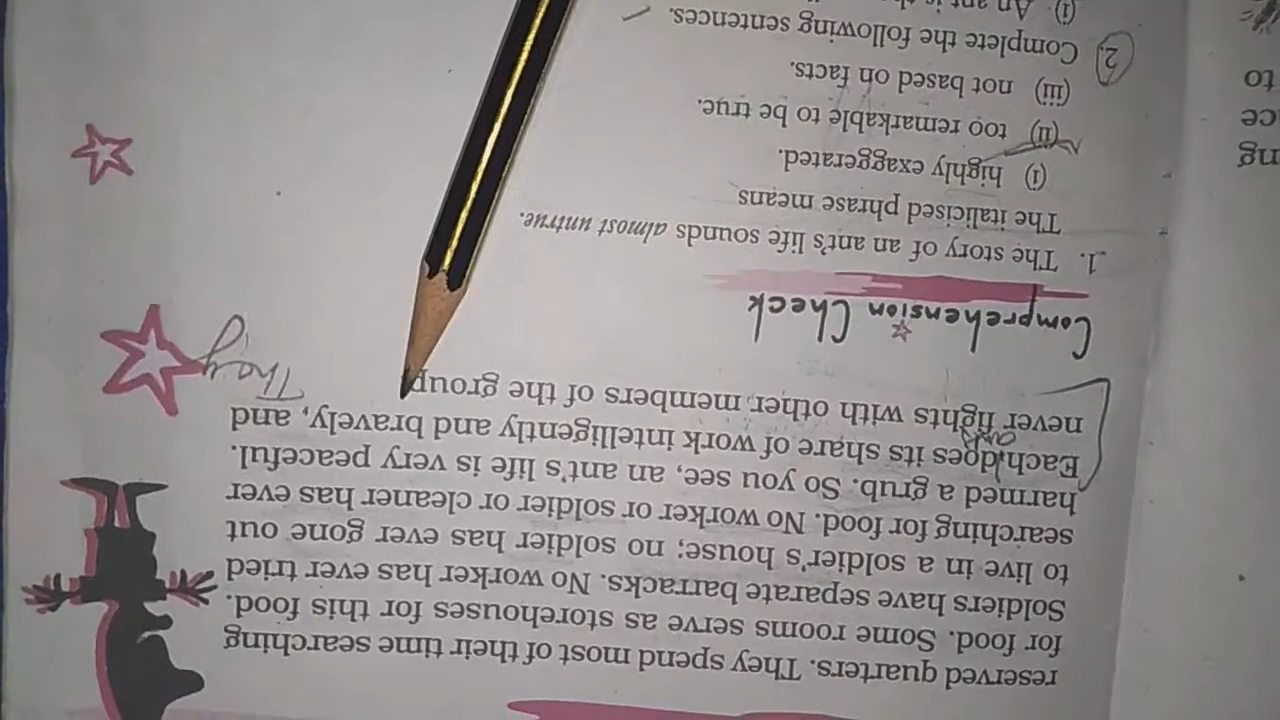 reserved quarters. They spend most of their time searching
for food. Some rooms serve as storehouses for this food.
Soldiers have separate barracks. No worker has ever tried
to live in a soldier's house; no soldier has ever gone out
searching for food. No worker or soldier or cleaner has ever
harmed a grub. So you see, an ant's life is very peaceful.
Each does its share of work intelligently and bravely, and
never fights with other members of the group
They
Comprehension Check
1. The story of an ant's life sounds almost untrue.
The italicised phrase means
(i) highly exaggerated.
(ii) too remarkable to be true.
(iii) not based on facts.
2. Complete the following sentences.
(i) An ant is th
ng
ce
to